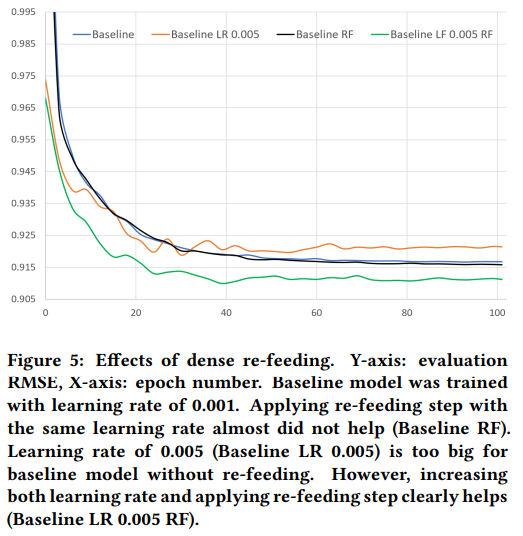 0.995
Baseline Baseline LR 0.005 Baseline RF Baseline LF 0.005 RF
0.985
0.975
0.965
0.955
0.945
0.935
0.925
0.915
0.905
0 20 40 60 80 100
Figure 5: Effects of dense re-feeding. Y-axis: evaluation
RMSE, X-axis: epoch number. Baseline model was trained
with learning rate of 0.001. Applying re-feeding step with
the same learning rate almost did not help (Baseline RF).
Learning rate of 0.005 (Baseline LR 0.005) is too big for
baseline model without re-feeding. However, increasing
both learning rate and applying re-feeding step clearly helps
(Baseline LR 0.005 RF).